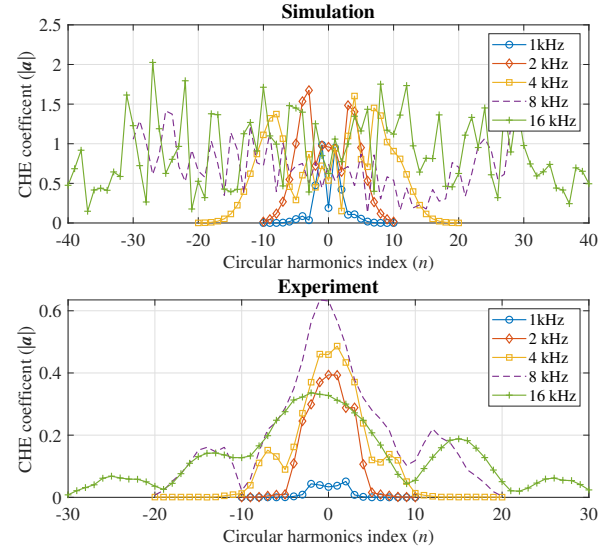 Simulation
CHE coefficent (|a|)
2.5
2
1.5
1
0.5
0
-40
-30
-20
-10
0
10
20
30
40
1kHz
2 kHz
4 kHz
8 kHz
16 kHz
Circular harmonics index (n)
Experiment
CHE coefficient (|a|)
0.6
0.4
0.2
0
-30
-20
-10
0
10
20
30
1kHz
2 kHz
4 kHz
8 kHz
16 kHz
Circular harmonics index (n)